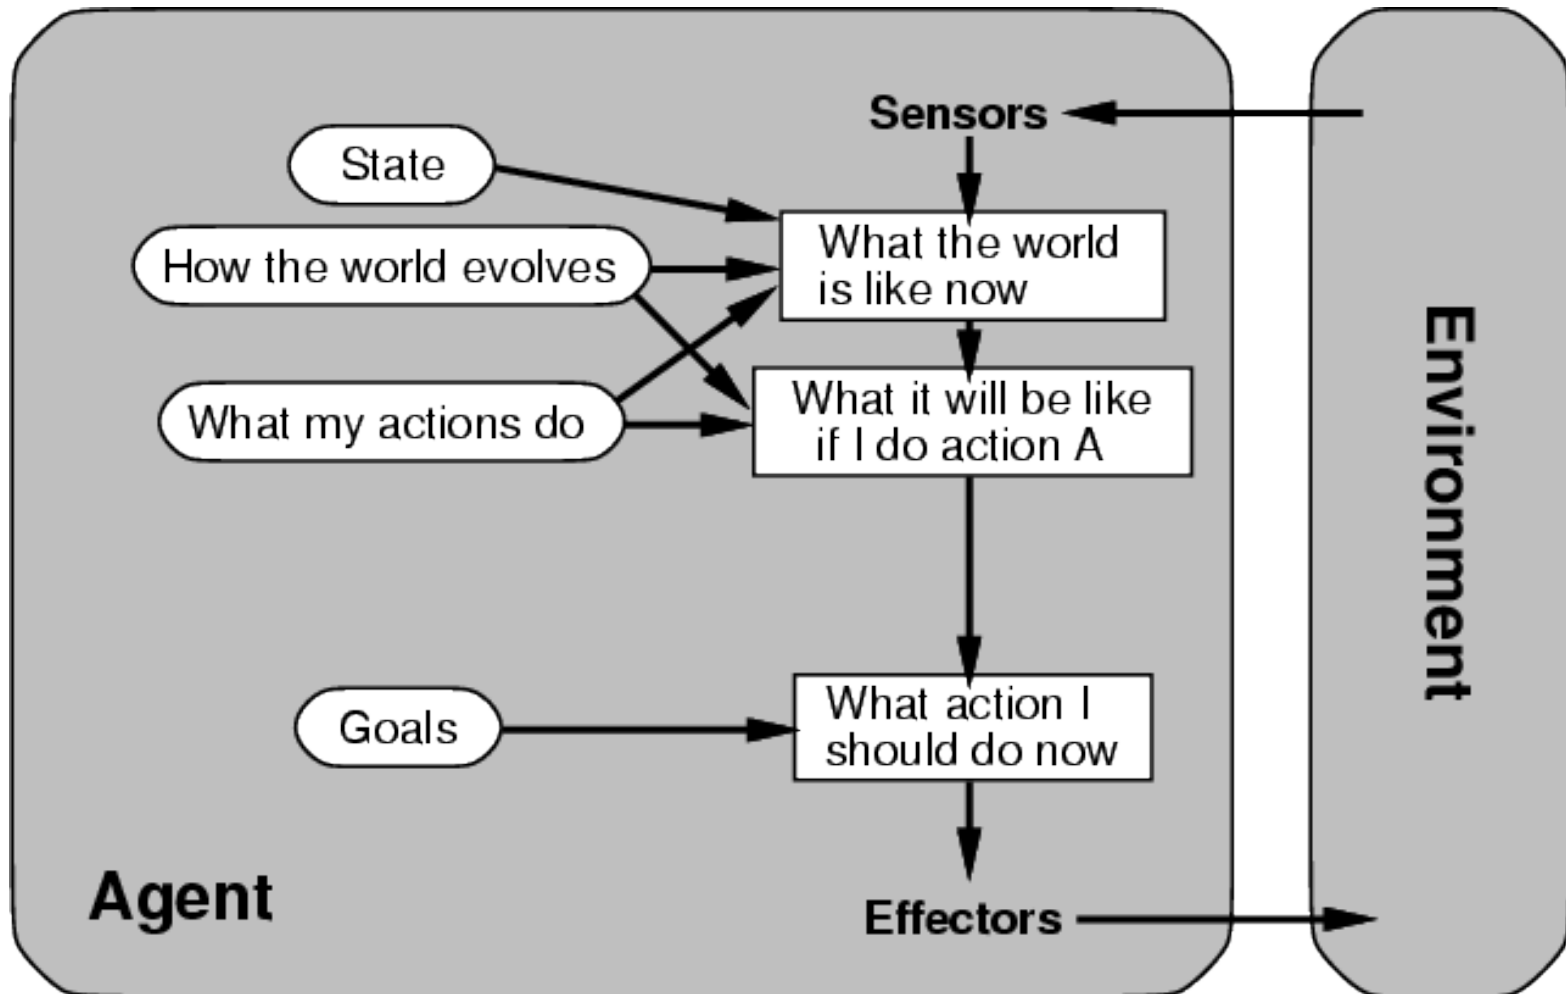 Sensors
State
What the world
is like now
How the world evolves
What it will be like
if I do action A
What my actions do
Environment
What action I
should do now
Goals
Agent
Effectors